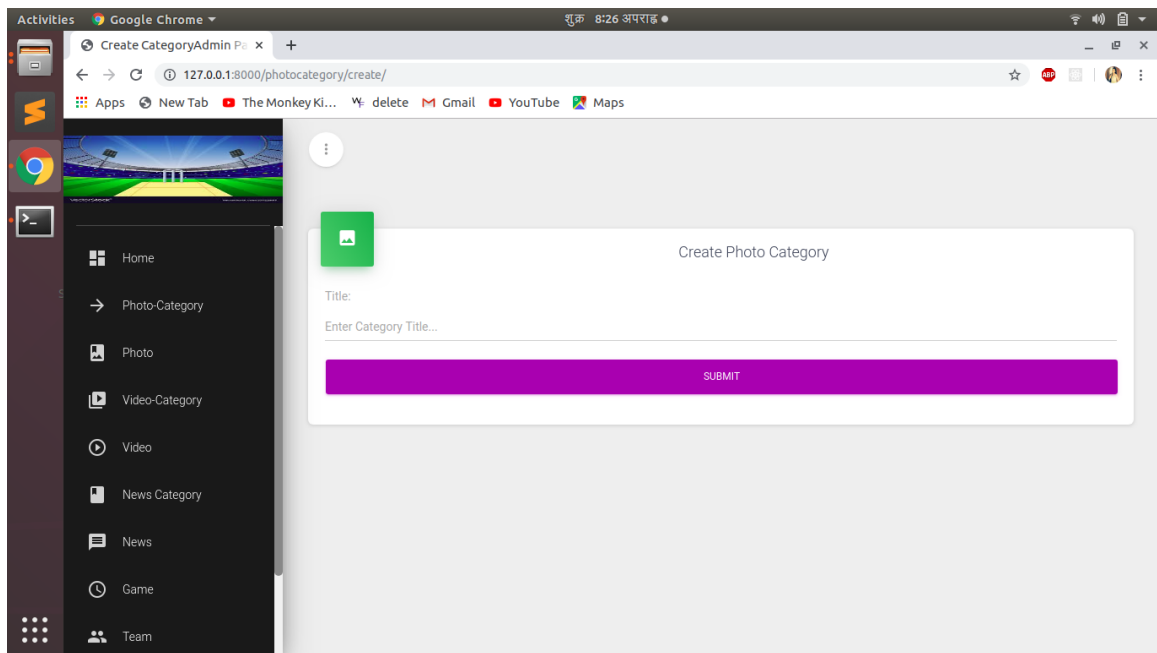 Activities Google Chrome शुक्र 8:26 अपराह्न
Create CategoryAdmin Pa
127.0.0.1:8000/photocategory/create/
ABP
Apps New Tab The Monkey Ki... delete Gmail YouTube Maps
Create Photo Category
Title:
Enter Category Title...
SUBMIT
Home
Photo-Category
Photo
Video-Category
Video
News Category
News
Game
Team